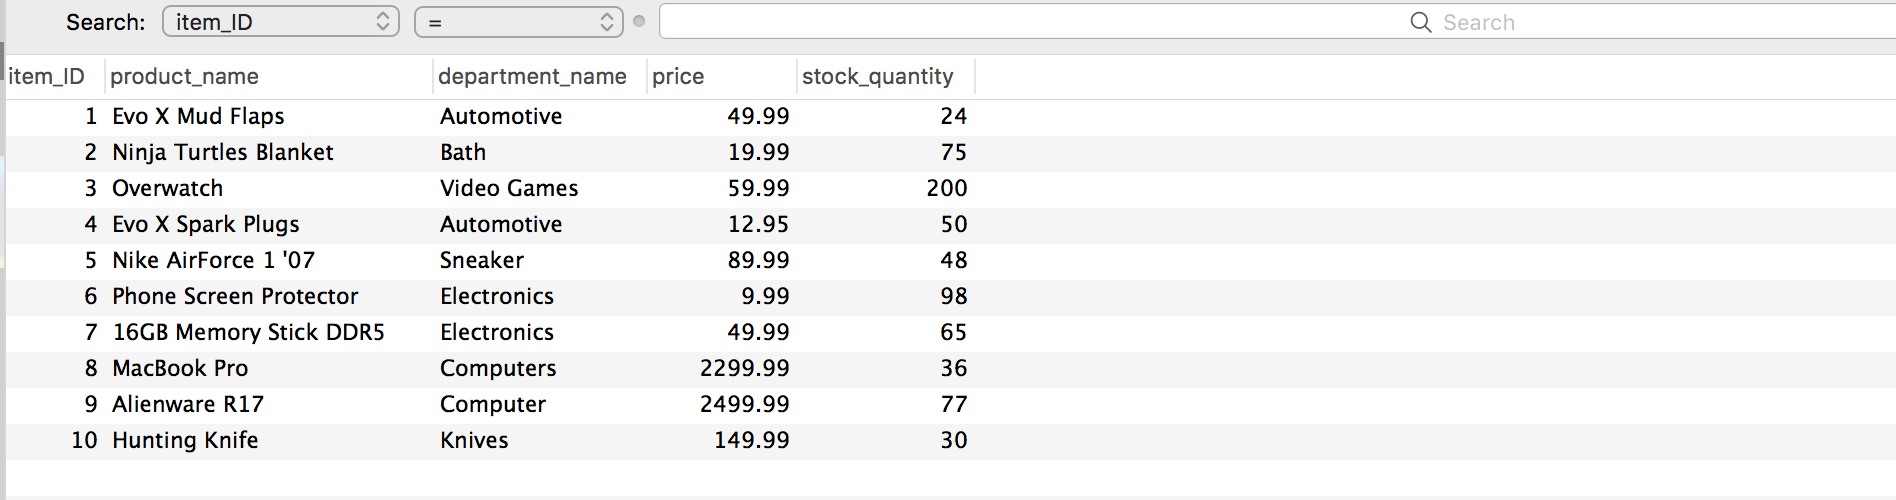 Search: item_ID = Search
item_ID product_name department_name price stock_quantity
1 Evo X Mud Flaps Automotive 49.99 24
2 Ninja Turtles Blanket Bath 19.99 75
3 Overwatch Video Games 59.99 200
4 Evo X Spark Plugs Automotive 12.95 50
5 Nike AirForce 1 '07 Sneaker 89.99 48
6 Phone Screen Protector Electronics 9.99 98
7 16GB Memory Stick DDR5 Electronics 49.99 65
8 MacBook Pro Computers 2299.99 36
9 Alienware R17 Computer 2499.99 77
10 Hunting Knife Knives 149.99 30